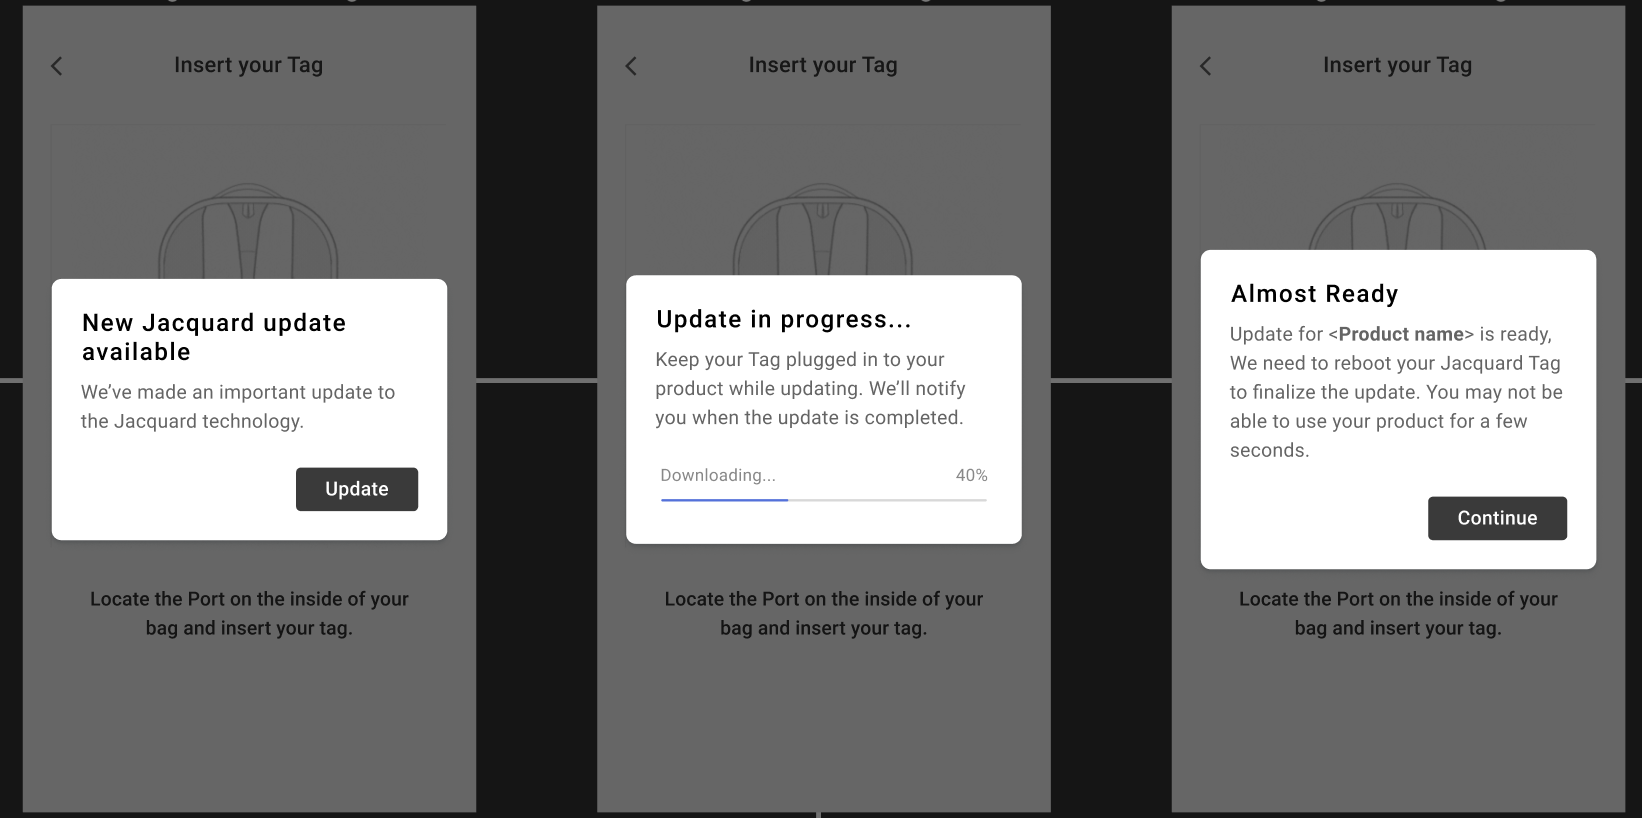 Insert your Tag
New Jacquard update
available
We’ve made an important update to
the Jacquard technology.
Update
Locate the Port on the inside of your
bag and insert your tag.
Insert your Tag
Update in progress...
Keep your Tag plugged in to your
product while updating. We’ll notify
you when the update is completed.
Downloading... 40%
Locate the Port on the inside of your
bag and insert your tag.
Insert your Tag
Almost Ready
Update for <Product name> is ready,
We need to reboot your Jacquard Tag
to finalize the update. You may not be
able to use your product for a few
seconds.
Continue
Locate the Port on the inside of your
bag and insert your tag.